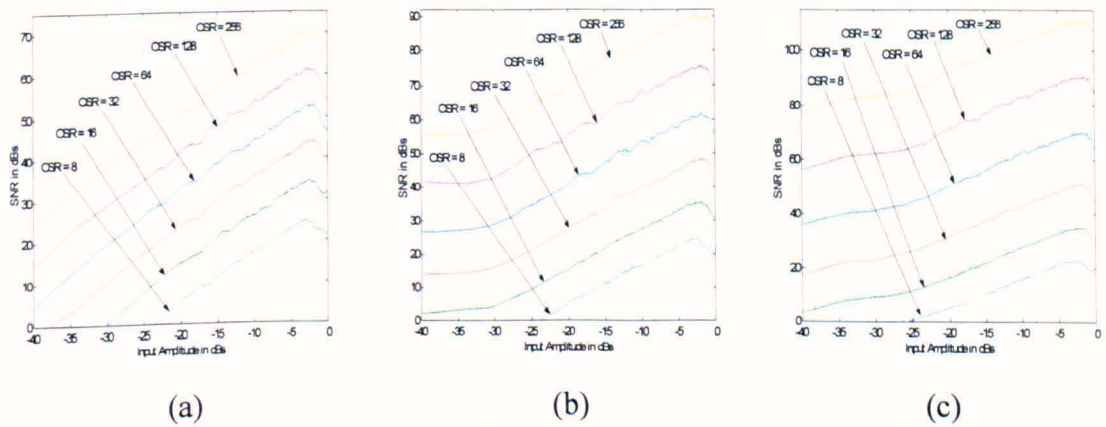 OSR = 256
OSR = 128
OSR = 64
OSR = 32
OSR = 16
OSR = 8
SNR in dBs
70
60
50
40
30
20
10
0
-40 -35 -30 -25 -20 -15 -10 -5 0
Input Amplitude in dBs
(a)
OSR = 256
OSR = 128
OSR = 64
OSR = 32
OSR = 16
OSR = 8
SNR in dBs
90
80
70
60
50
40
30
20
10
0
-40 -35 -30 -25 -20 -15 -10 -5 0
Input Amplitude in dBs
(b)
OSR = 256
OSR = 128
OSR = 32
OSR = 64
OSR = 16
OSR = 8
SNR in dBs
100
80
60
40
20
0
-40 -35 -30 -25 -20 -15 -10 -5 0
Input Amplitude in dBs
(c)